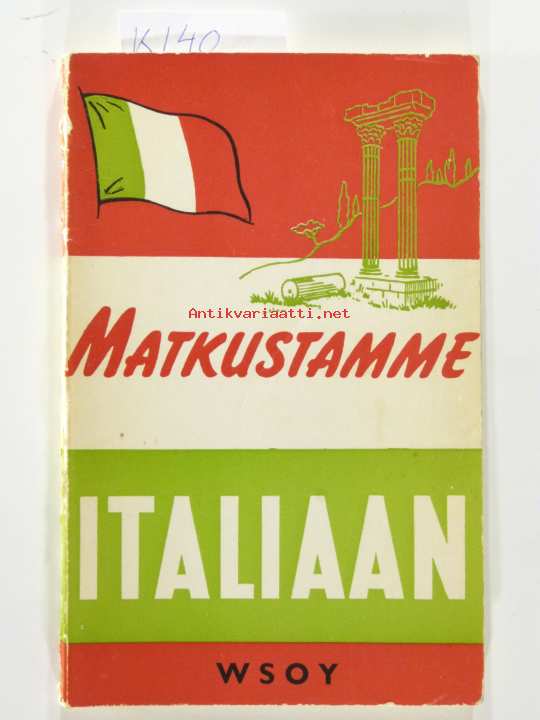 K140
Antikvariaatti.net
MATKUSTAMME
ITALIAAN
WSOY